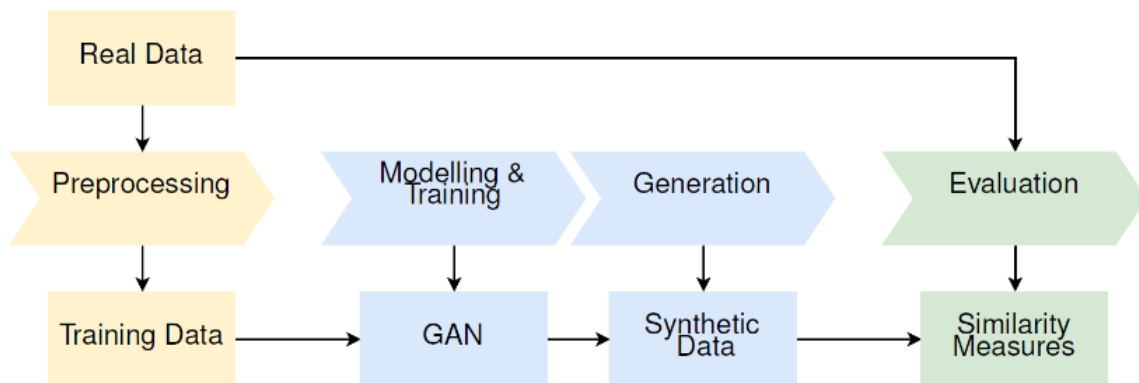 Real Data
Preprocessing
Modelling &
Training
Generation
Evaluation
Training Data
GAN
Synthetic
Data
Similarity
Measures